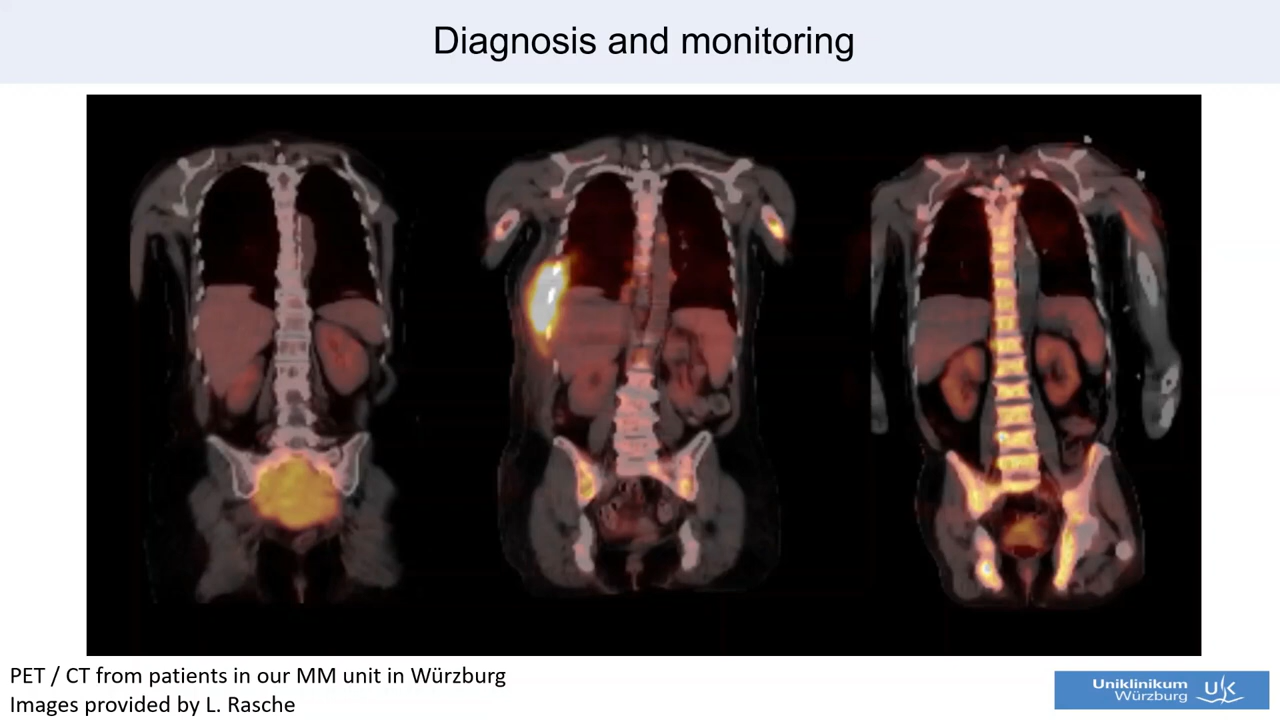 Diagnosis and monitoring
PET / CT from patients in our MM unit in Würzburg
Images provided by L. Rasche
Uniklinikum
Würzburg
UK